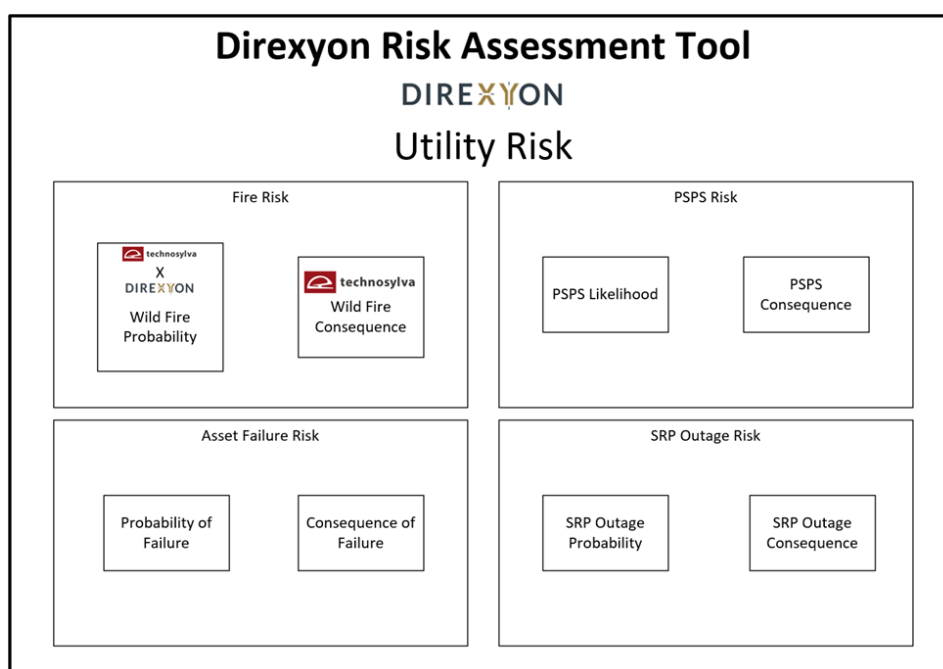 Direxyon Risk Assessment Tool
DIREXYON
Utility Risk
Fire Risk
technosylva
X
DIREXYON
Wild Fire
Probability
technosylva
Wild Fire
Consequence
PSPS Risk
PSPS Likelihood
PSPS
Consequence
Asset Failure Risk
Probability of
Failure
Consequence of
Failure
SRP Outage Risk
SRP Outage
Probability
SRP Outage
Consequence